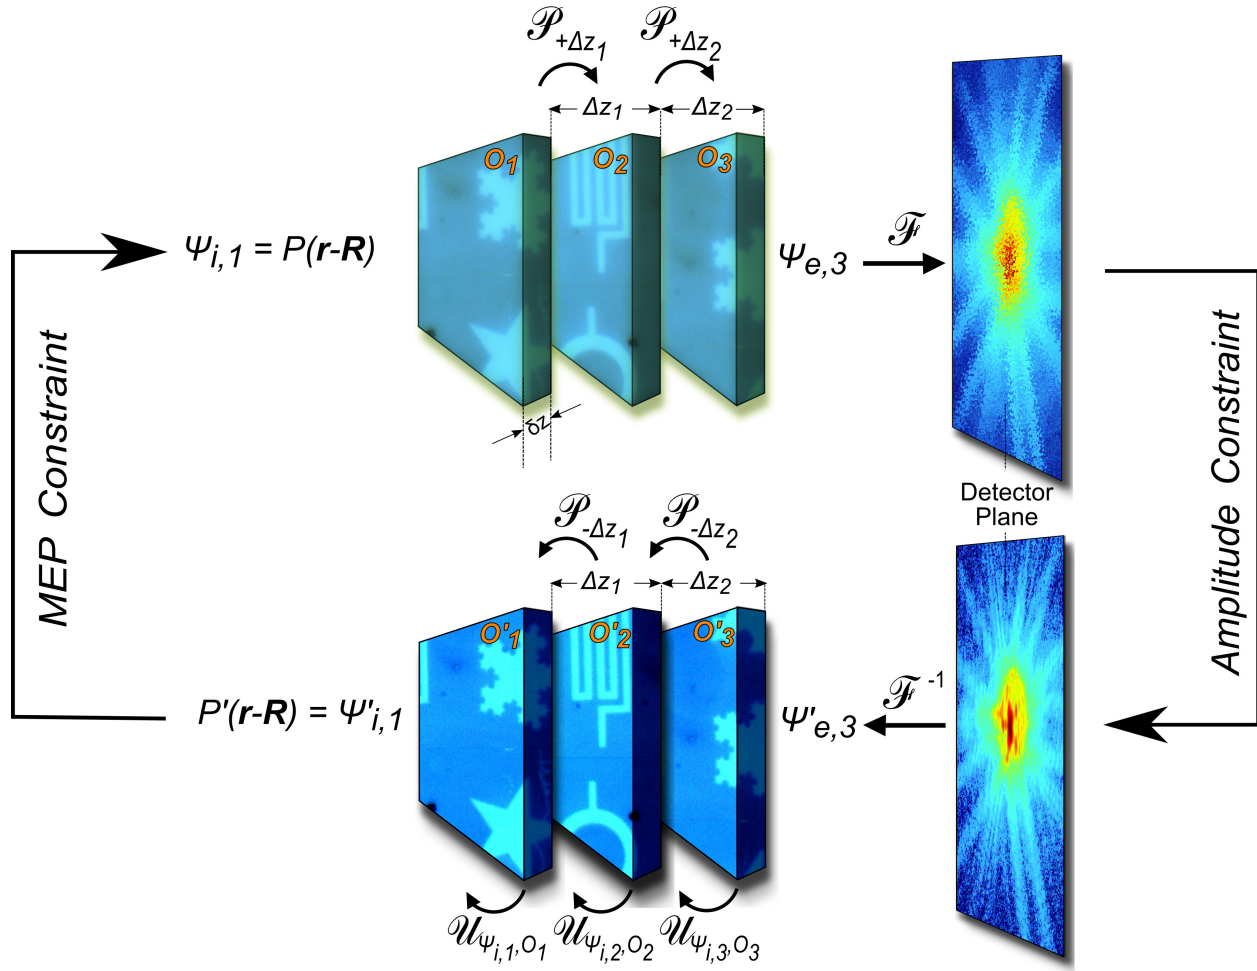 𝒫+Δz1 𝒫+Δz2
Δz1 Δz2
O1 O2 O3
Ψi,1 = P(r-R)
Ψe,3
ℱ
δz
MEP Constraint
Amplitude Constraint
Detector
Plane
𝒫-Δz1 𝒫-Δz2
Δz1 Δz2
O'1 O'2 O'3
P'(r-R) = Ψ'i,1
Ψ'e,3
ℱ-1
𝒰Ψi,1,O1 𝒰Ψi,2,O2 𝒰Ψi,3,O3